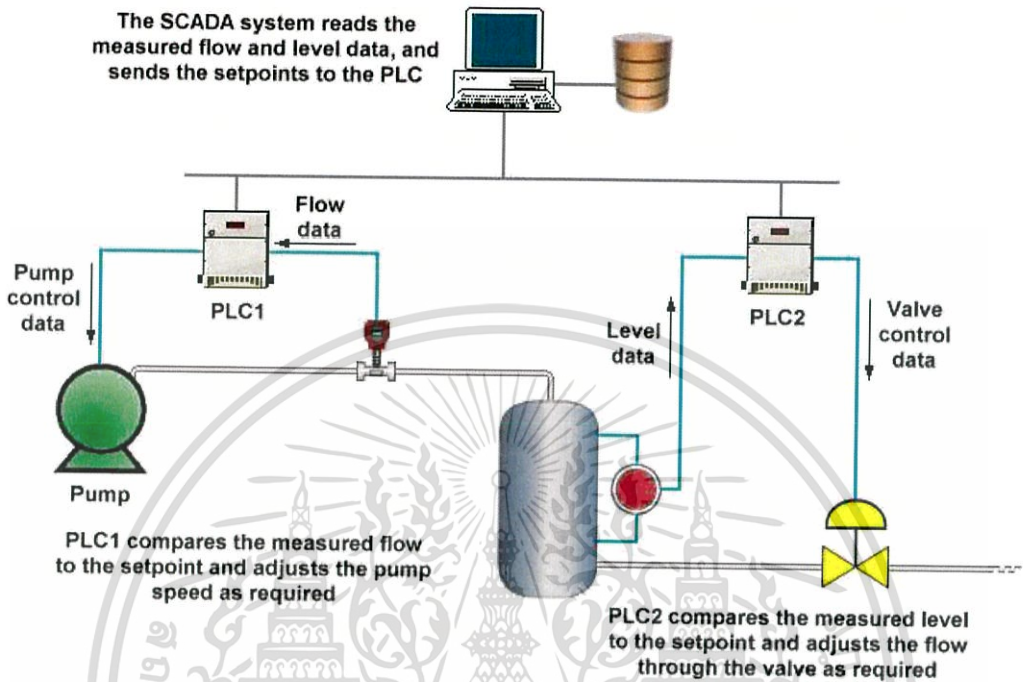 The SCADA system reads the
measured flow and level data, and
sends the setpoints to the PLC
Flow
data
Pump
control
data
PLC1
Level
data
PLC2
Valve
control
data
Pump
PLC1 compares the measured flow
to the setpoint and adjusts the pump
speed as required
PLC2 compares the measured level
to the setpoint and adjusts the flow
through the valve as required